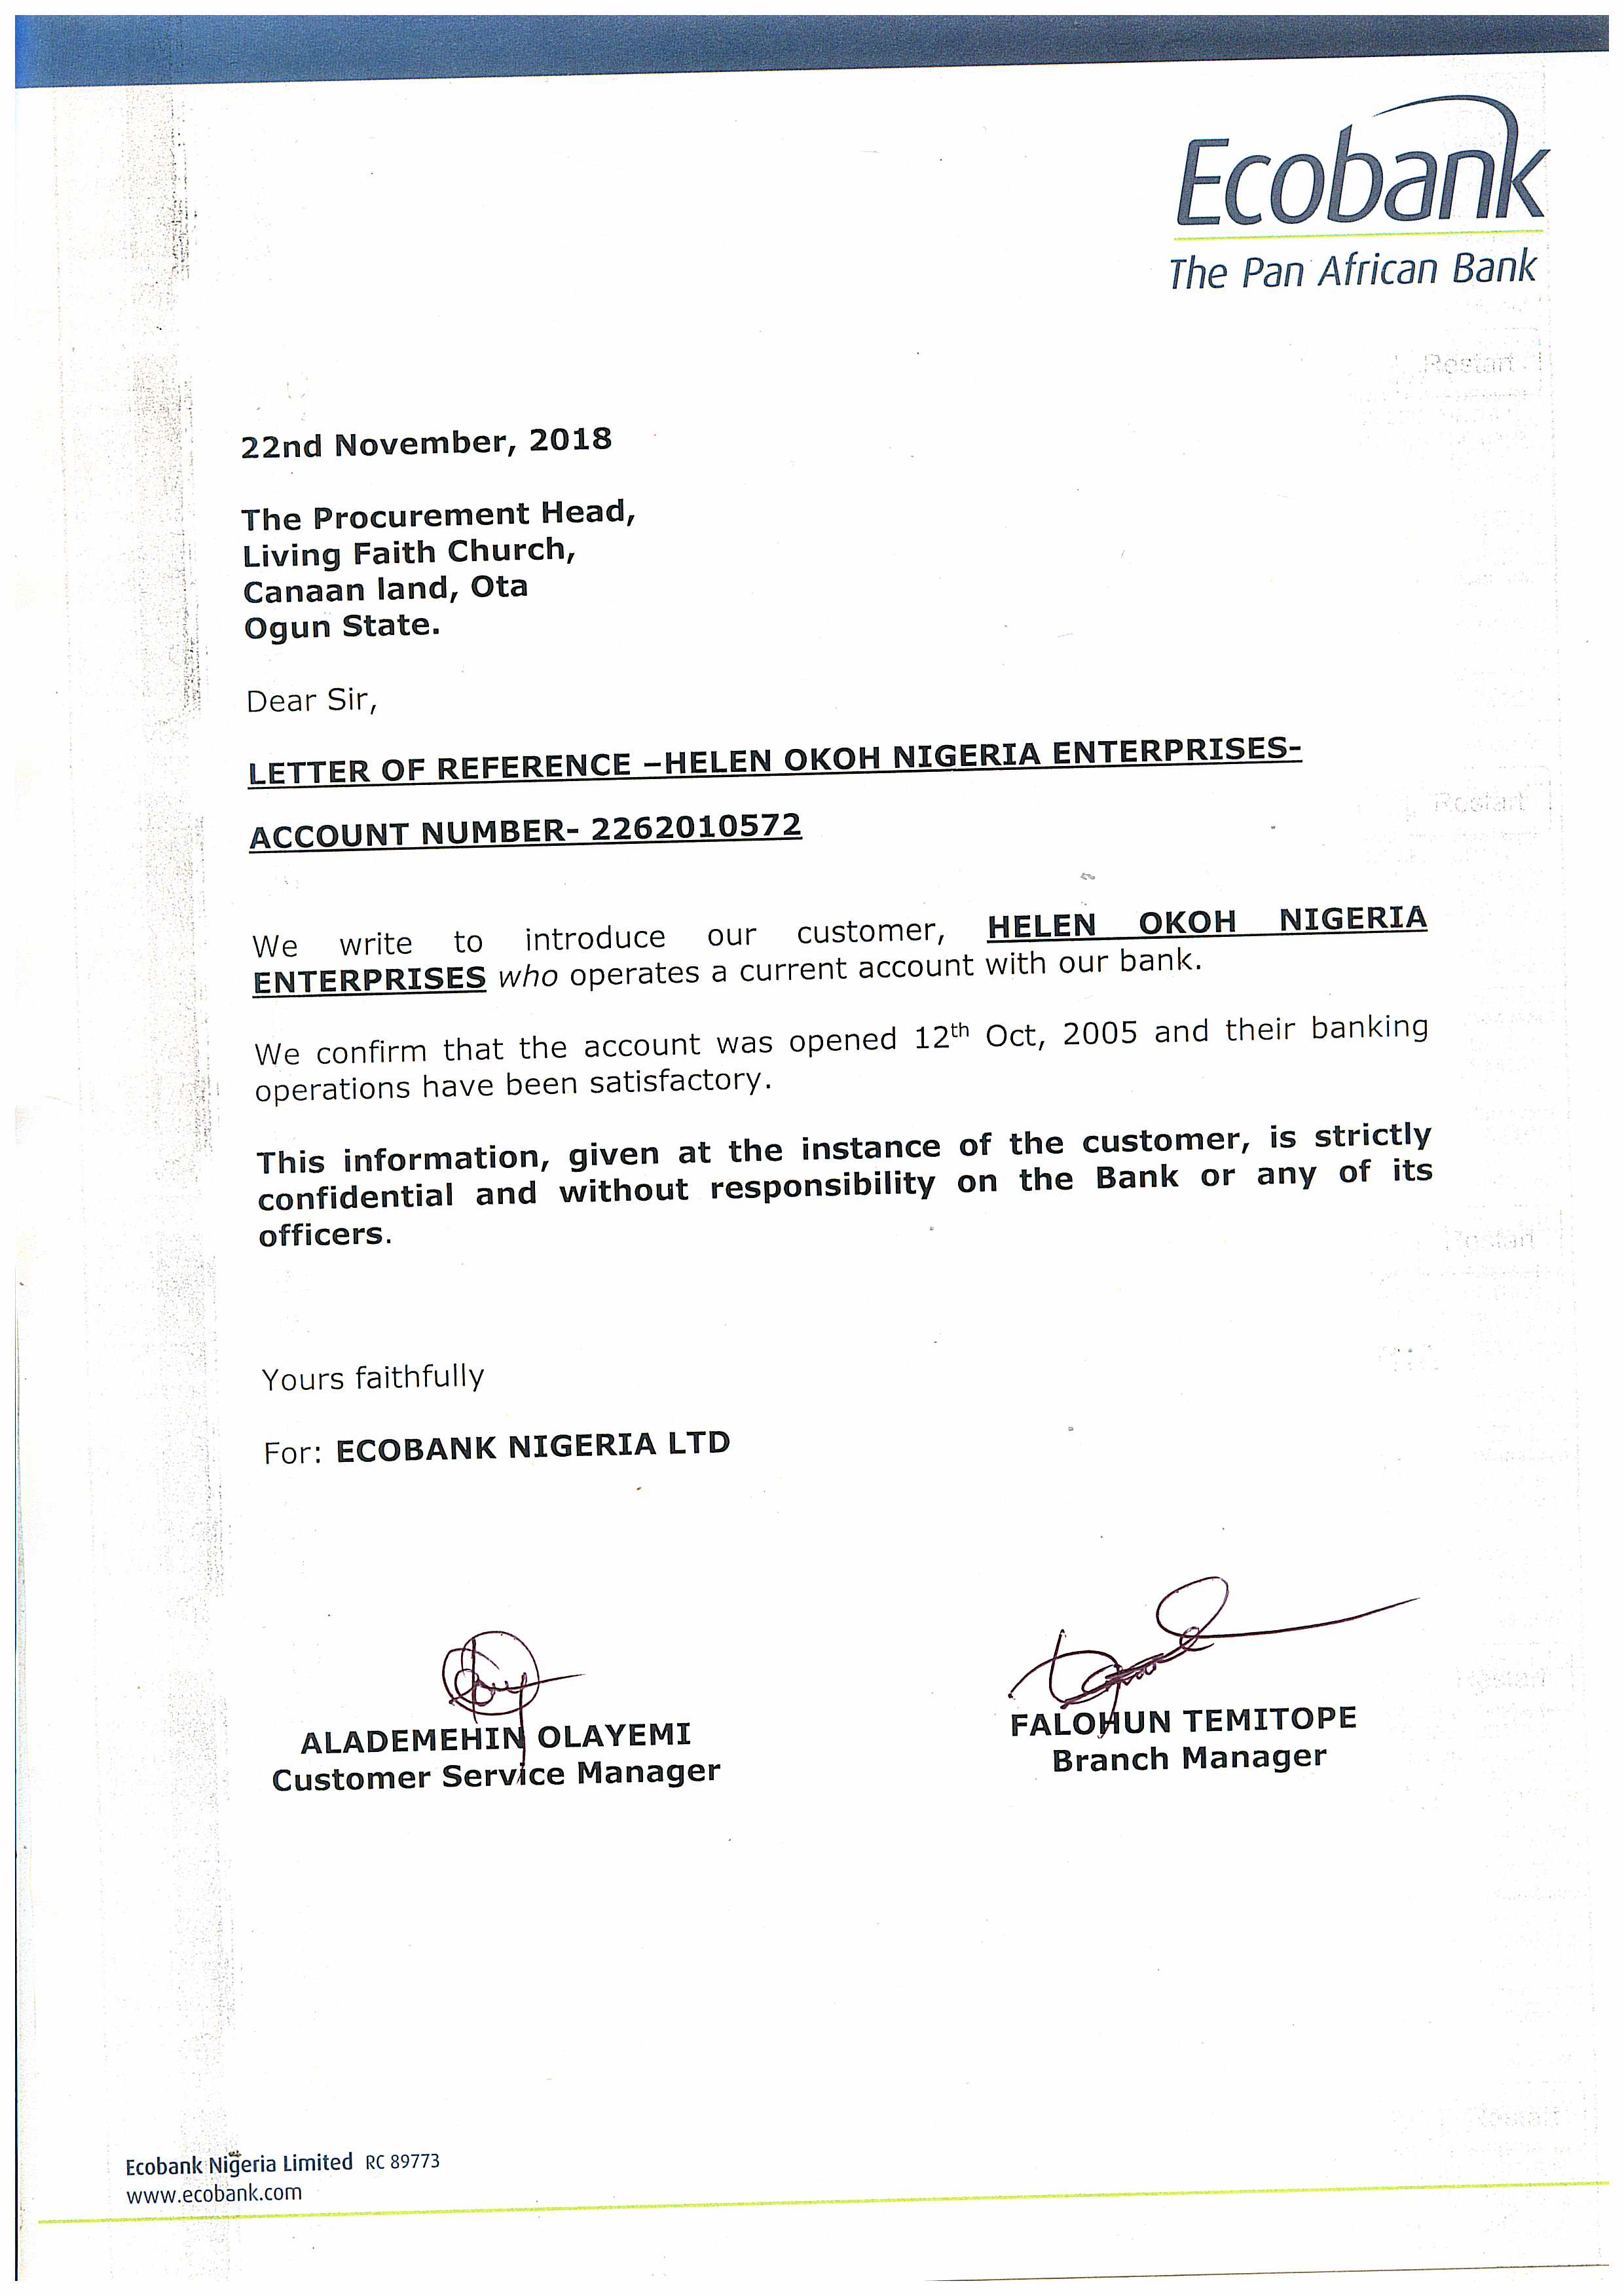 Ecobank
The Pan African Bank
22nd November, 2018
The Procurement Head,
Living Faith Church,
Canaan land, Ota
Ogun State.
Dear Sir,
LETTER OF REFERENCE –HELEN OKOH NIGERIA ENTERPRISES-
ACCOUNT NUMBER- 2262010572
We write to introduce our customer, HELEN OKOH NIGERIA
ENTERPRISES who operates a current account with our bank.
We confirm that the account was opened 12th Oct, 2005 and their banking
operations have been satisfactory.
This information, given at the instance of the customer, is strictly
confidential and without responsibility on the Bank or any of its
officers.
Yours faithfully
For: ECOBANK NIGERIA LTD
ALADEMEHIN OLAYEMI
Customer Service Manager
FALOHUN TEMITOPE
Branch Manager
Ecobank Nigeria Limited RC 89773
www.ecobank.com